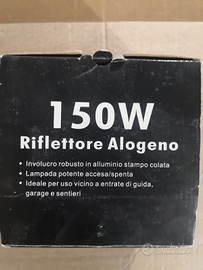 150W
Riflettore Alogeno
• Involucro robusto in alluminio stampo colata
• Lampada potente accesa/spenta
• Ideale per uso vicino a entrate di guida,
garage e sentieri
subito